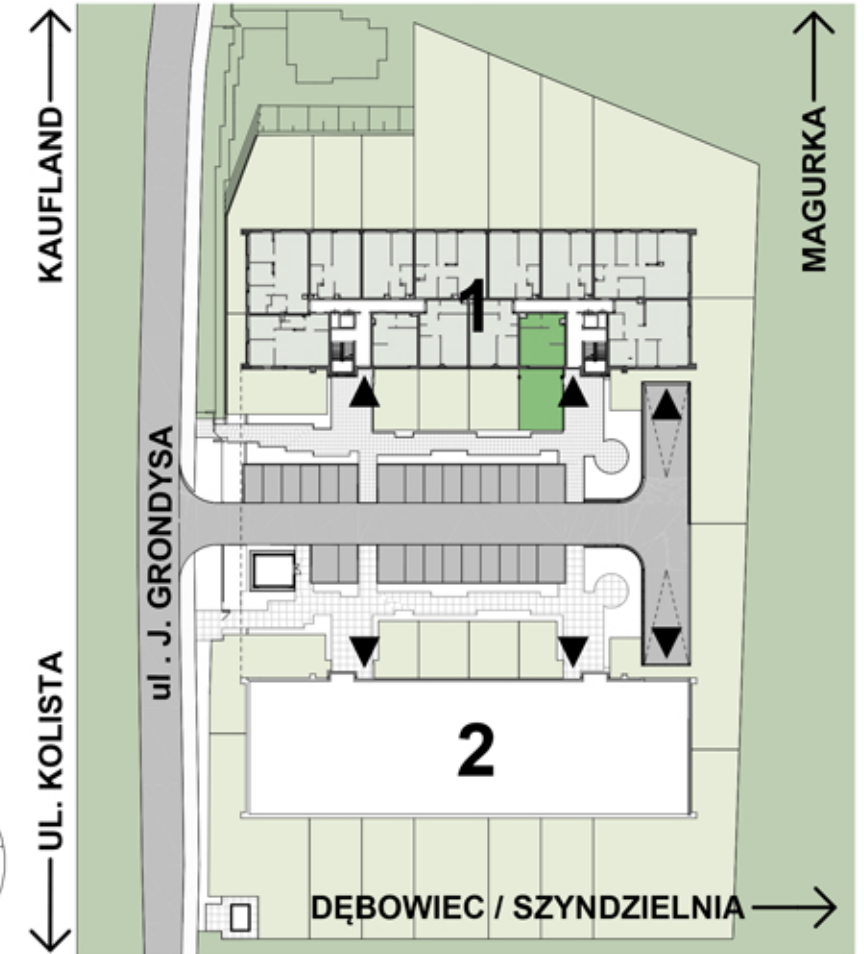 KAUFLAND
MAGURKA
1
ul . J. GRONDYSA
UL. KOLISTA
2
DĘBOWIEC / SZYNDZIELNIA